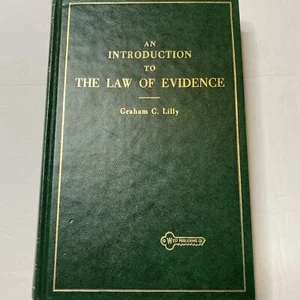 AN
INTRODUCTION
TO
THE LAW OF EVIDENCE
Graham C. Lilly
WEST PUBLISHING CO.